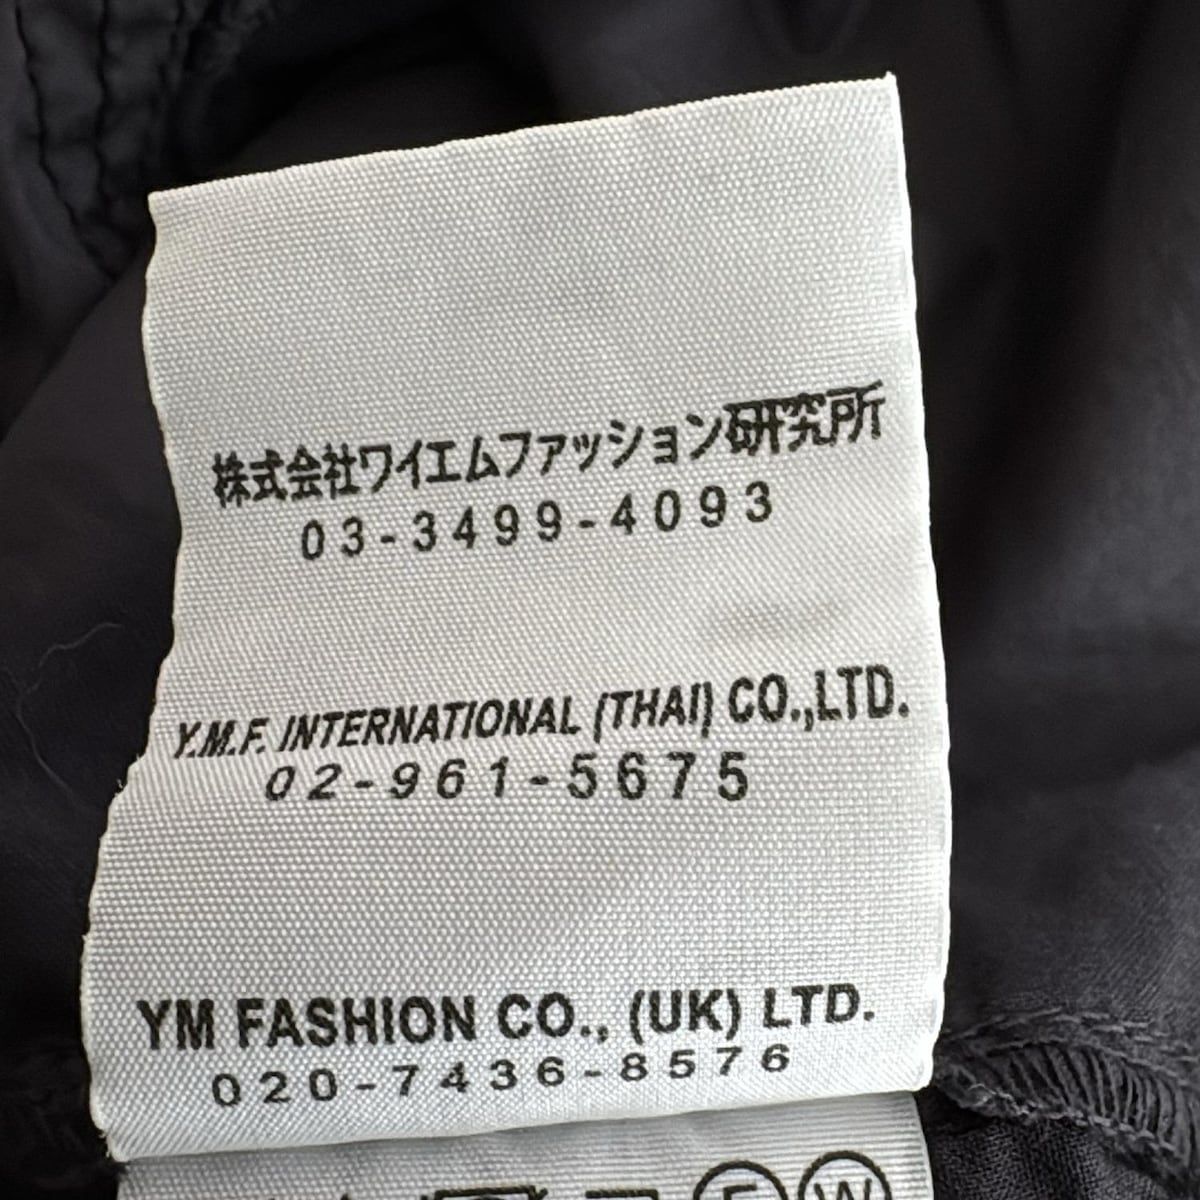 株式会社ワイエムファッション研究所
03-3499-4093
Y.M.F. INTERNATIONAL (THAI) CO.,LTD.
02-961-5675
YM FASHION CO., (UK) LTD.
020-7436-8576
F W